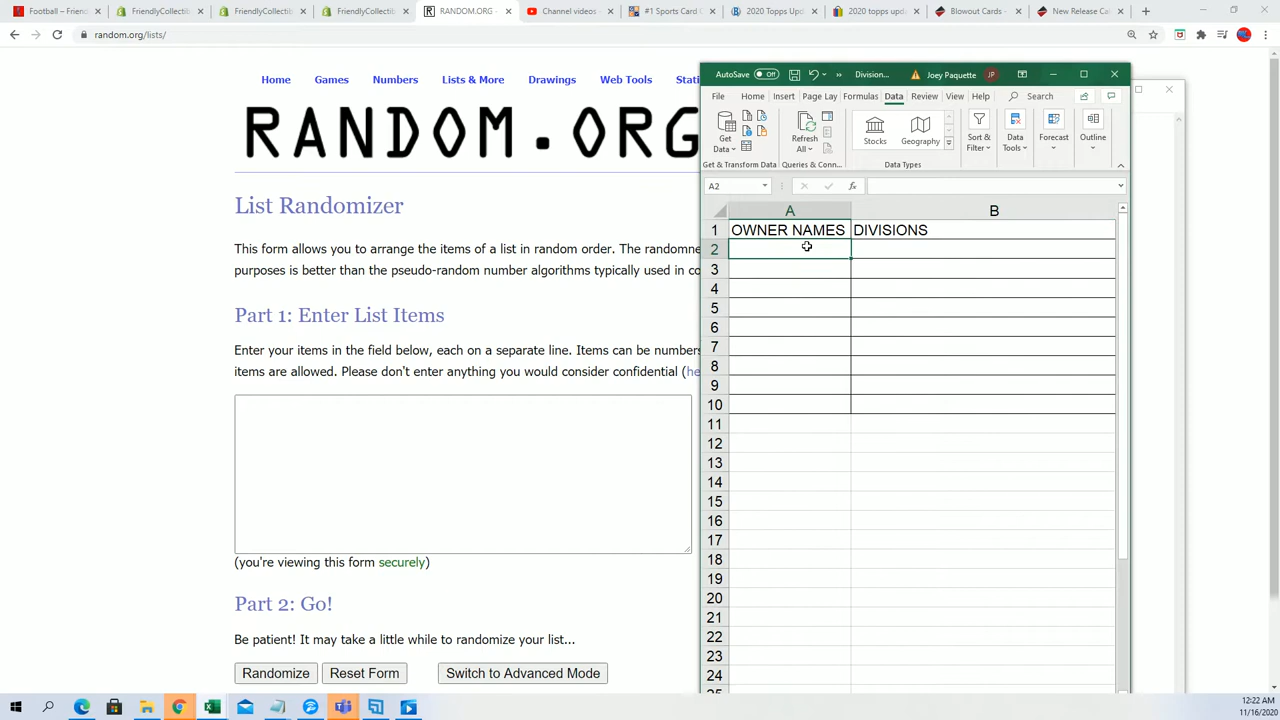 Football – Friend
FriendlyCollectib
FriendlyCollectib
FriendlyCollectib
RANDOM.ORG -
Channel videos
#1 Sports Card
2020 Topps Upd
2020 topps upda
Blowout Cards -
New Release Ca
random.org/lists/
Home
Games
Numbers
Lists & More
Drawings
Web Tools
Stati
RANDOM.ORG
List Randomizer
This form allows you to arrange the items of a list in random order. The randomne
purposes is better than the pseudo-random number algorithms typically used in co
Part 1: Enter List Items
Enter your items in the field below, each on a separate line. Items can be numbers
items are allowed. Please don't enter anything you would consider confidential (he
(you're viewing this form securely)
Part 2: Go!
Be patient! It may take a little while to randomize your list...
Randomize
Reset Form
Switch to Advanced Mode
AutoSave Off
Division...
Joey Paquette
JP
File
Home
Insert
Page Lay
Formulas
Data
Review
View
Help
Search
Get Data
Refresh All
Stocks
Geography
Sort & Filter
Data Tools
Forecast
Outline
Get & Transform Data
Queries & Conn...
Data Types
A2
fx
A B
1 OWNER NAMES DIVISIONS
2
3
4
5
6
7
8
9
10
11
12
13
14
15
16
17
18
19
20
21
22
23
24
12:22 AM
11/16/2020